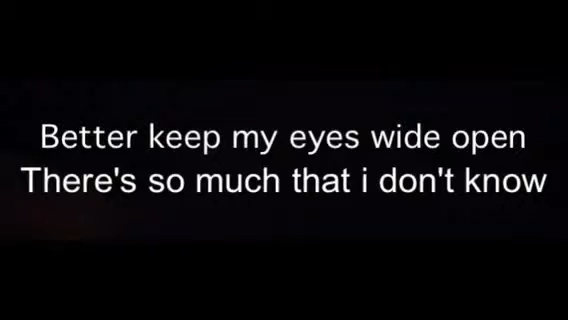 Better keep my eyes wide open
There's so much that i don't know